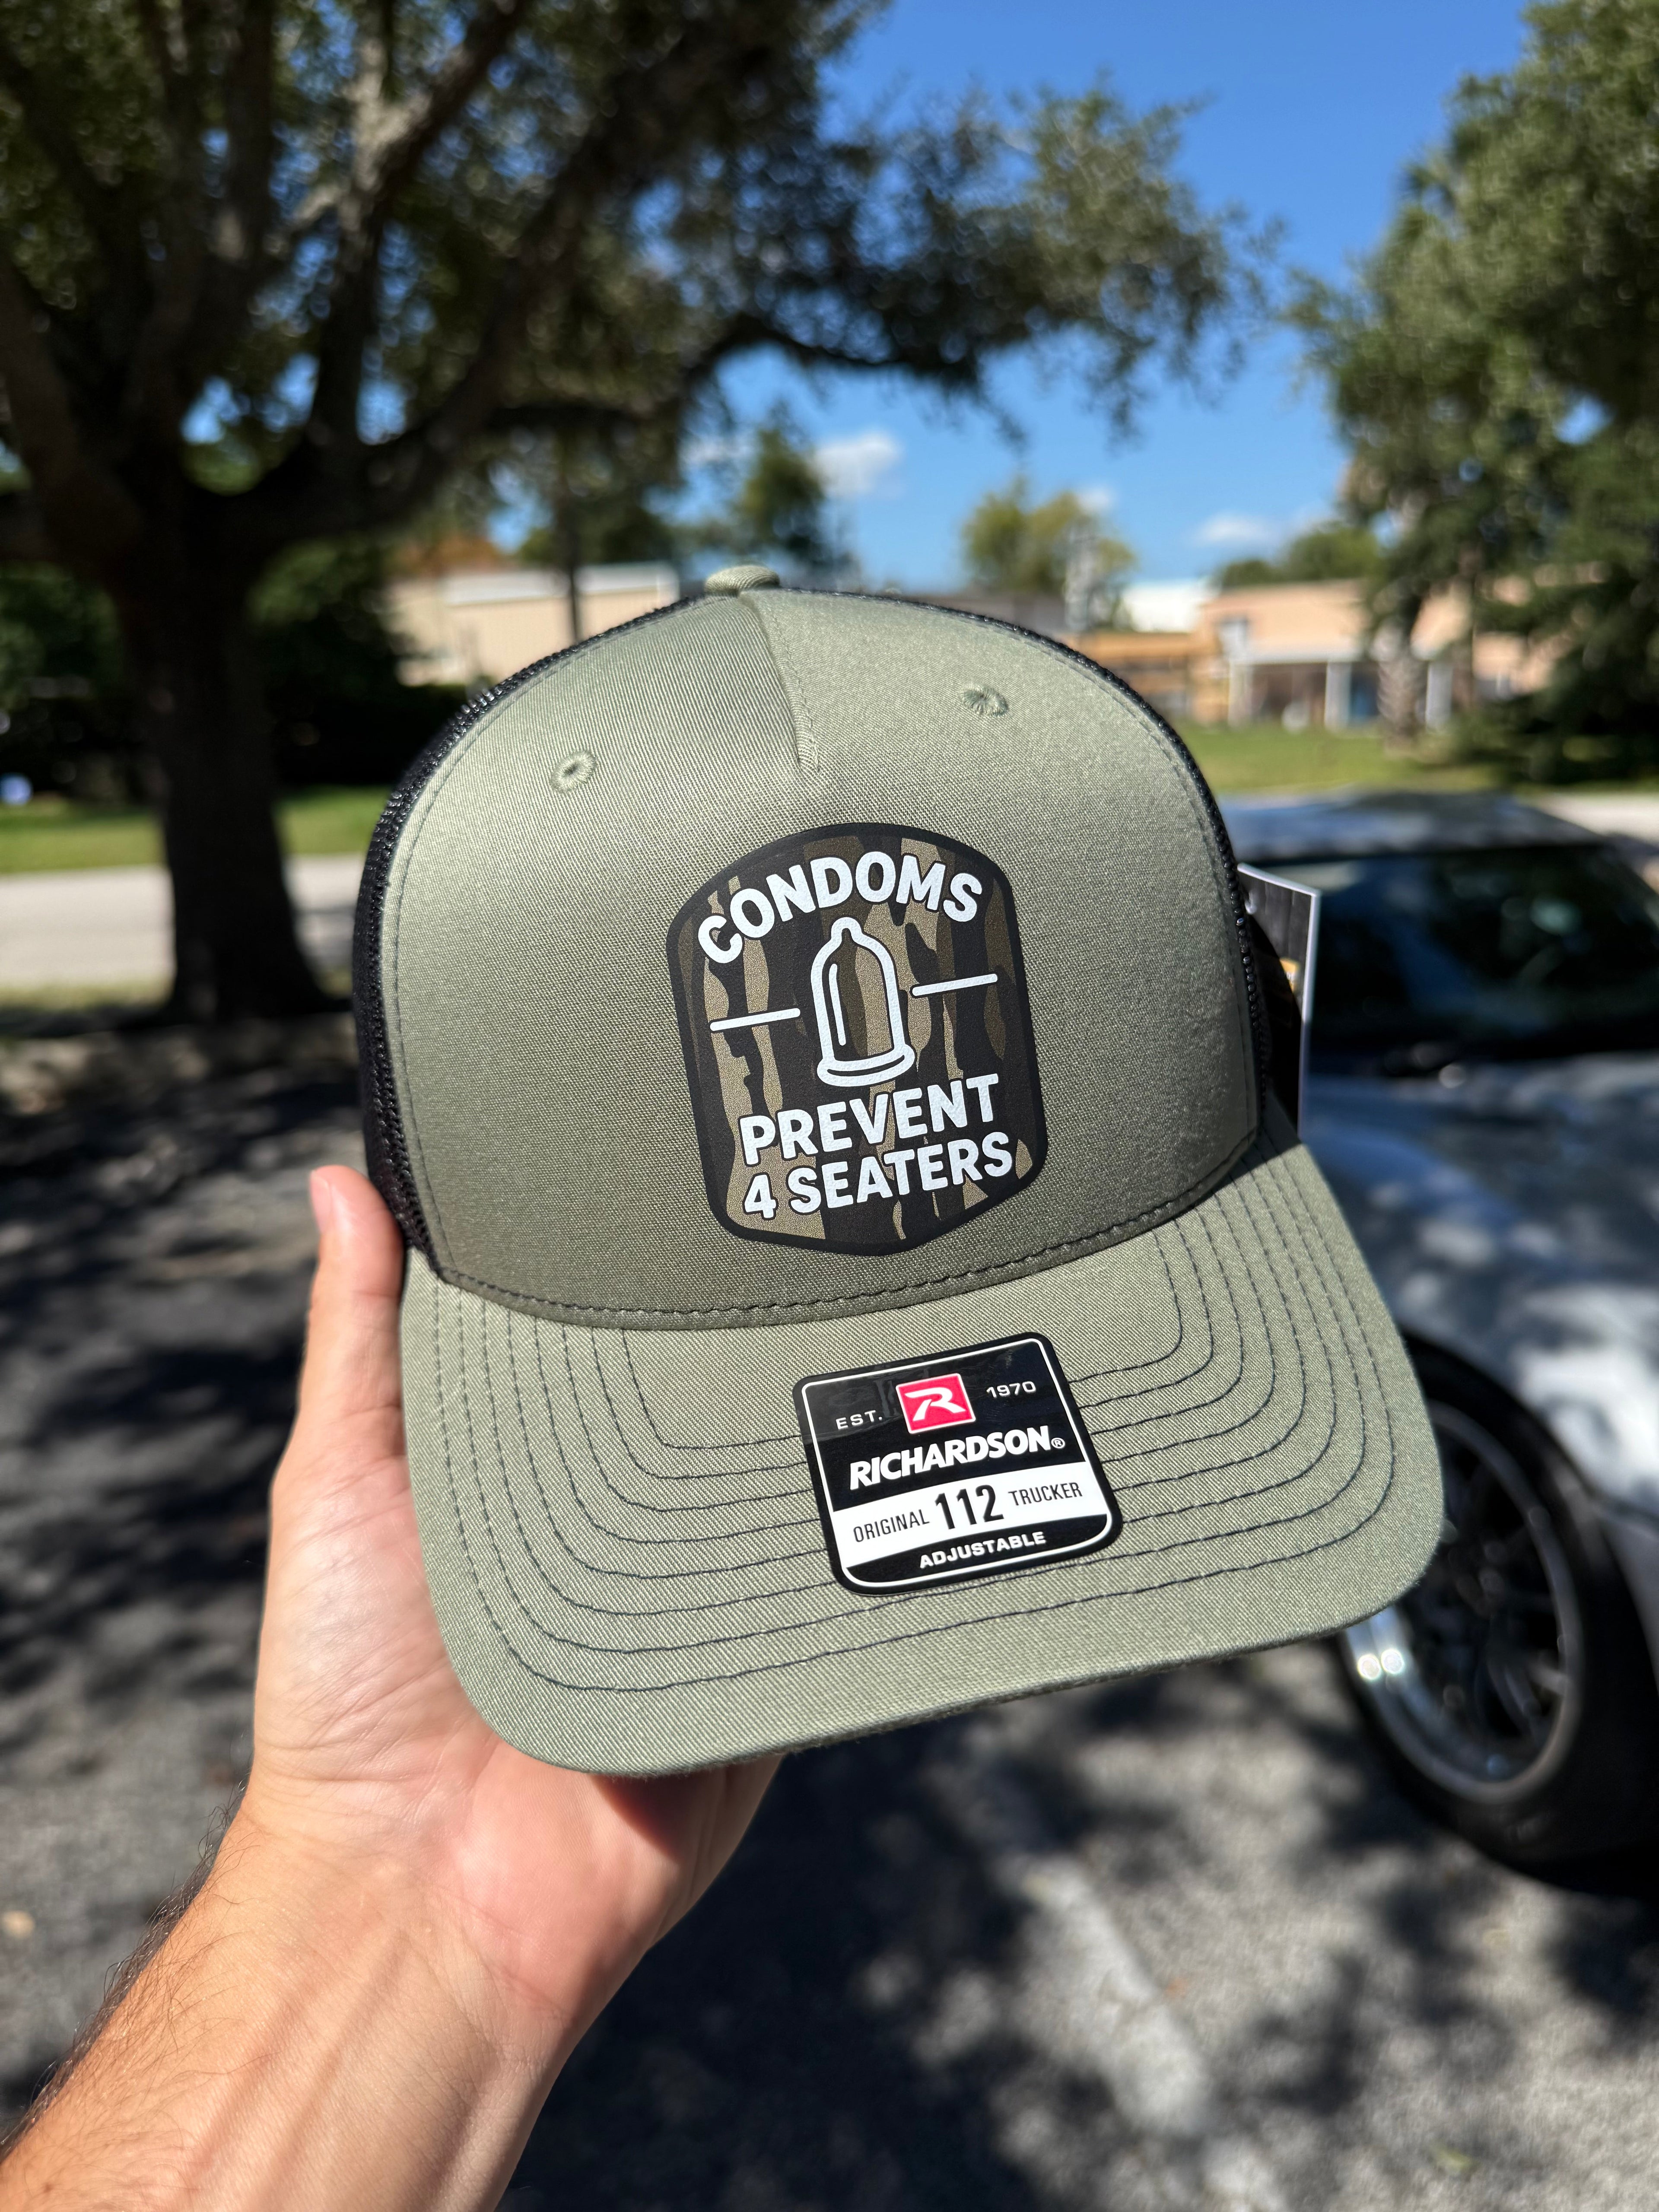 CONDOMS
PREVENT
4 SEATERS
EST. R 1970
RICHARDSON®
ORIGINAL 112 TRUCKER
ADJUSTABLE